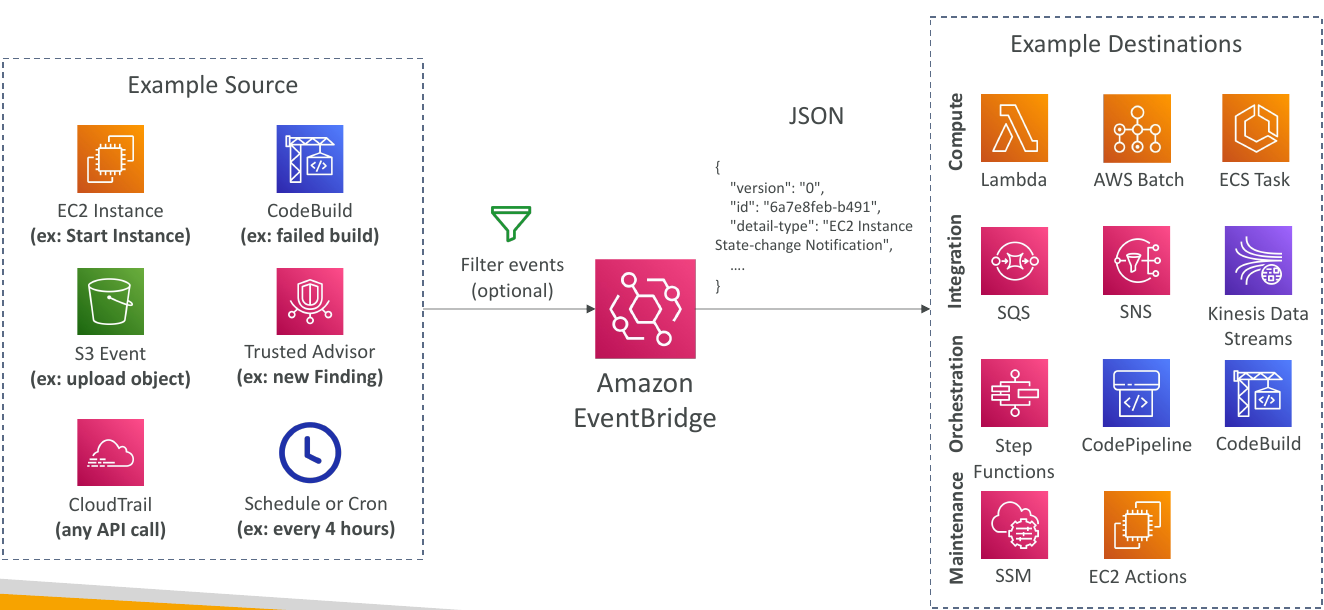 Example Source
EC2 Instance
(ex: Start Instance)
CodeBuild
(ex: failed build)
S3 Event
(ex: upload object)
Trusted Advisor
(ex: new Finding)
CloudTrail
(any API call)
Schedule or Cron
(ex: every 4 hours)
Filter events
(optional)
Amazon
EventBridge
JSON
{
"version": "0",
"id": "6a7e8feb-b491",
"detail-type": "EC2 Instance
State-change Notification",
....
}
Example Destinations
Compute
Lambda
AWS Batch
ECS Task
Integration
SQS
SNS
Kinesis Data
Streams
Orchestration
Step
Functions
CodePipeline
CodeBuild
Maintenance
SSM
EC2 Actions